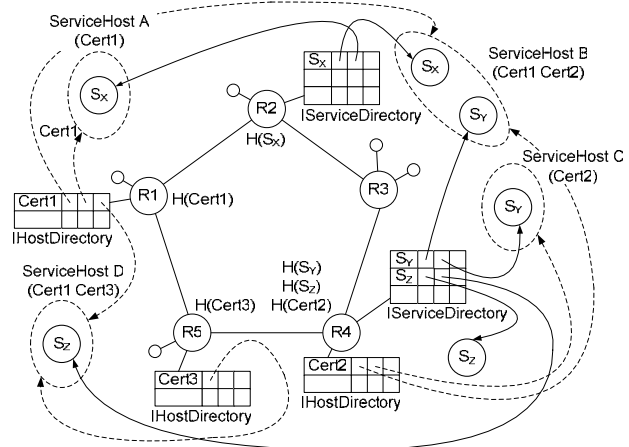 ServiceHost A
(Cert1)
SX
SX
ServiceHost B
(Cert1 Cert2)
SX
IServiceDirectory
R2
H(SX)
SY
Cert1
ServiceHost C
(Cert2)
SY
R3
R1
H(Cert1)
Cert1
IHostDirectory
SY
SZ
IServiceDirectory
H(SY)
H(SZ)
H(Cert2)
ServiceHost D
(Cert1 Cert3)
H(Cert3)
SZ
R5
R4
SZ
Cert3
IHostDirectory
Cert2
IHostDirectory